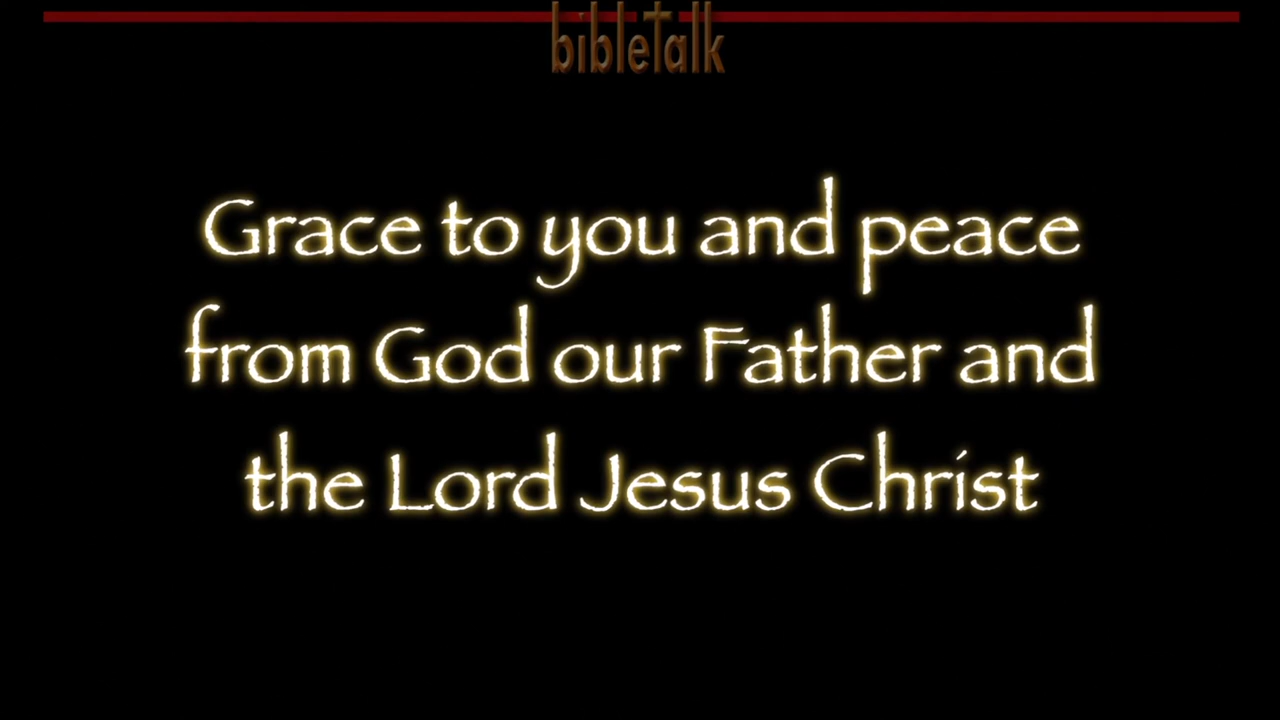 bibleTalk
Grace to you and peace
from God our Father and
the Lord Jesus Christ